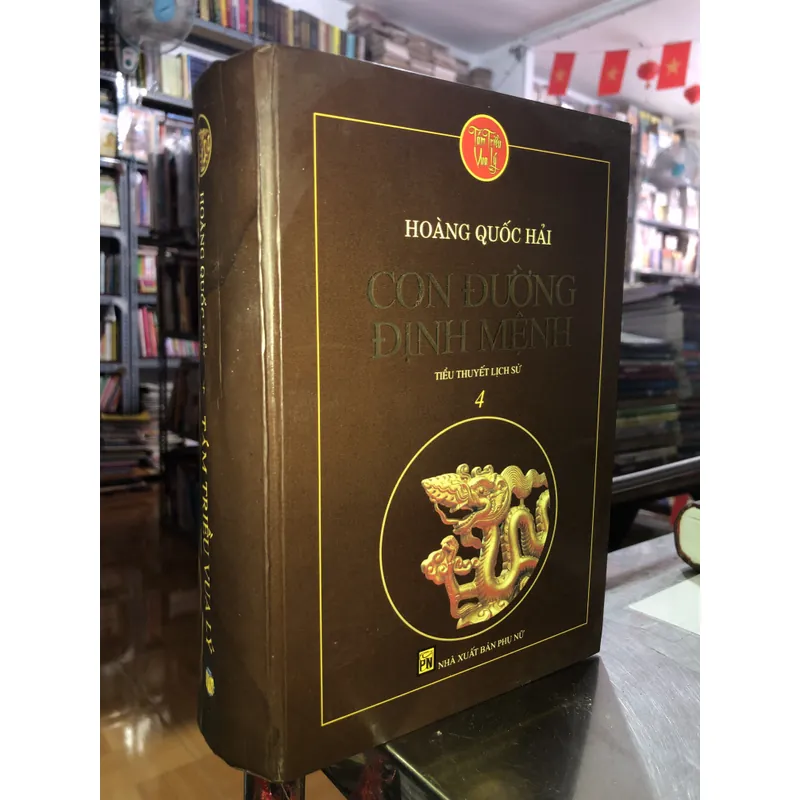 Tám Triều
Vua Lý
HOÀNG QUỐC HẢI
CON ĐƯỜNG
ĐỊNH MỆNH
TIỂU THUYẾT LỊCH SỬ
4
PN
NHÀ XUẤT BẢN PHỤ NỮ
HOÀNG QUỐC HẢI
TÁM TRIỀU VUA LÝ